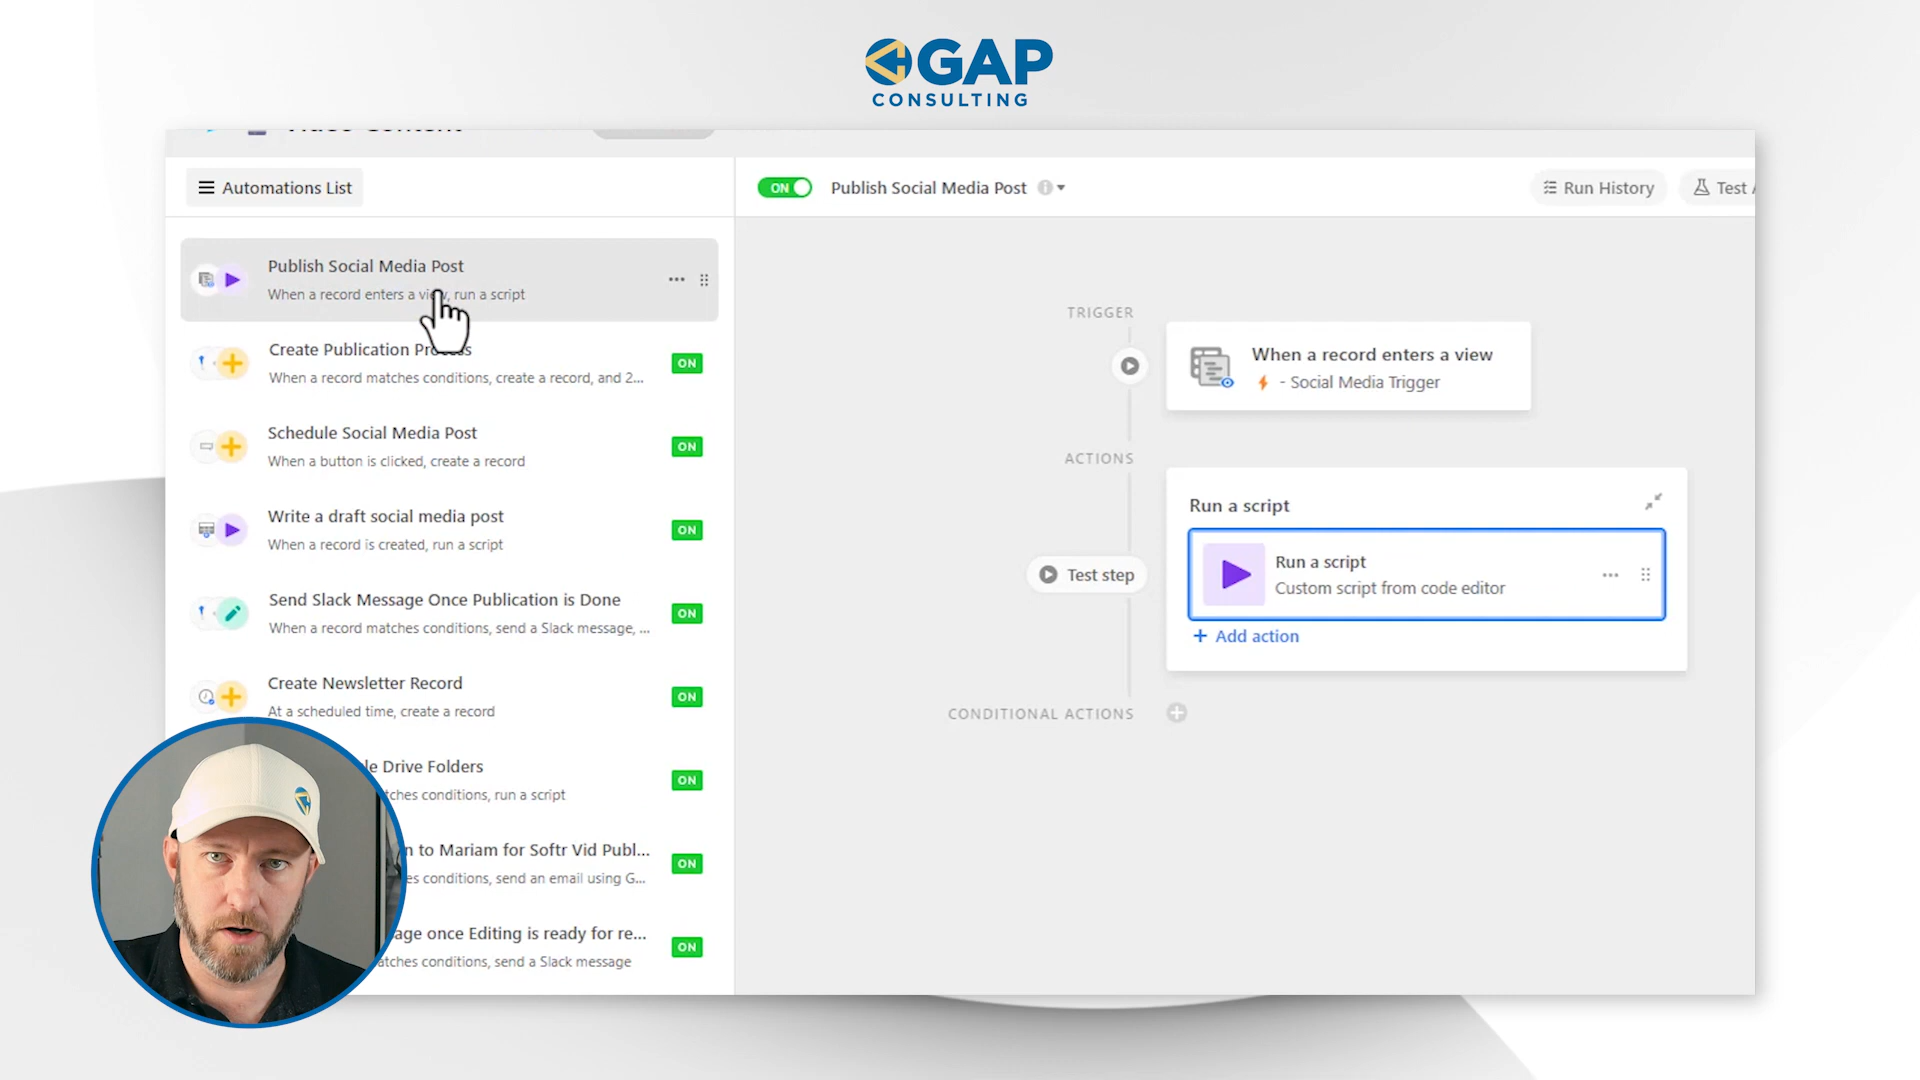 GAP
CONSULTING
Video Content
Automations List
ON
Publish Social Media Post
Run History
Test
Publish Social Media Post
When a record enters a view, run a script
Create Publication Process
When a record matches conditions, create a record, and 2...
ON
Schedule Social Media Post
When a button is clicked, create a record
ON
Write a draft social media post
When a record is created, run a script
ON
Send Slack Message Once Publication is Done
When a record matches conditions, send a Slack message, ...
ON
Create Newsletter Record
At a scheduled time, create a record
ON
le Drive Folders
tches conditions, run a script
ON
n to Mariam for Softr Vid Publ...
es conditions, send an email using G...
ON
age once Editing is ready for re...
atches conditions, send a Slack message
ON
TRIGGER
When a record enters a view
- Social Media Trigger
ACTIONS
Run a script
Test step
Run a script
Custom script from code editor
+ Add action
CONDITIONAL ACTIONS